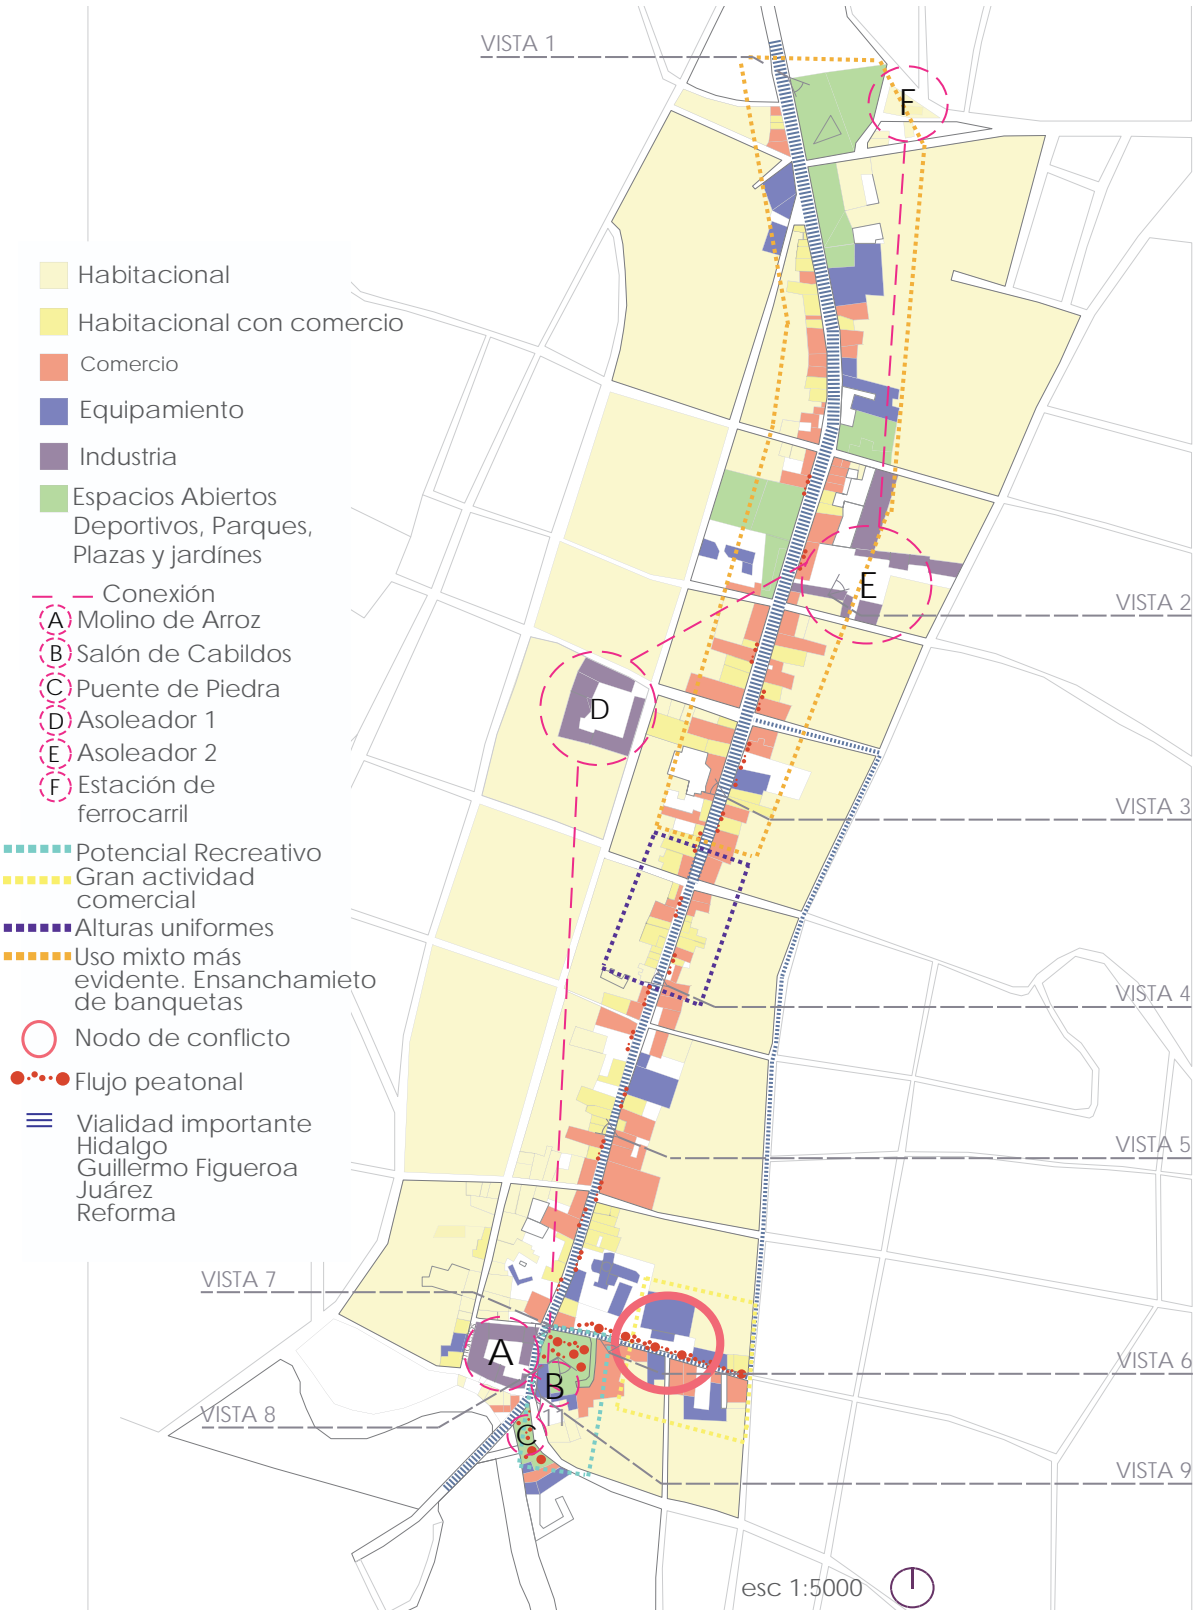 VISTA 1
F
Habitacional
Habitacional con comercio
Comercio
Equipamiento
Industria
Espacios Abiertos
Deportivos, Parques,
Plazas y jardínes
Conexión
A Molino de Arroz
B Salón de Cabildos
C Puente de Piedra
D Asoleador 1
E Asoleador 2
F Estación de
ferrocarril
E
VISTA 2
D
VISTA 3
Potencial Recreativo
Gran actividad
comercial
Alturas uniformes
Uso mixto más
evidente. Ensanchamieto
de banquetas
Nodo de conflicto
Flujo peatonal
Vialidad importante
Hidalgo
Guillermo Figueroa
Juárez
Reforma
VISTA 4
VISTA 5
VISTA 7
A
VISTA 6
B
VISTA 8
C
VISTA 9
esc 1:5000